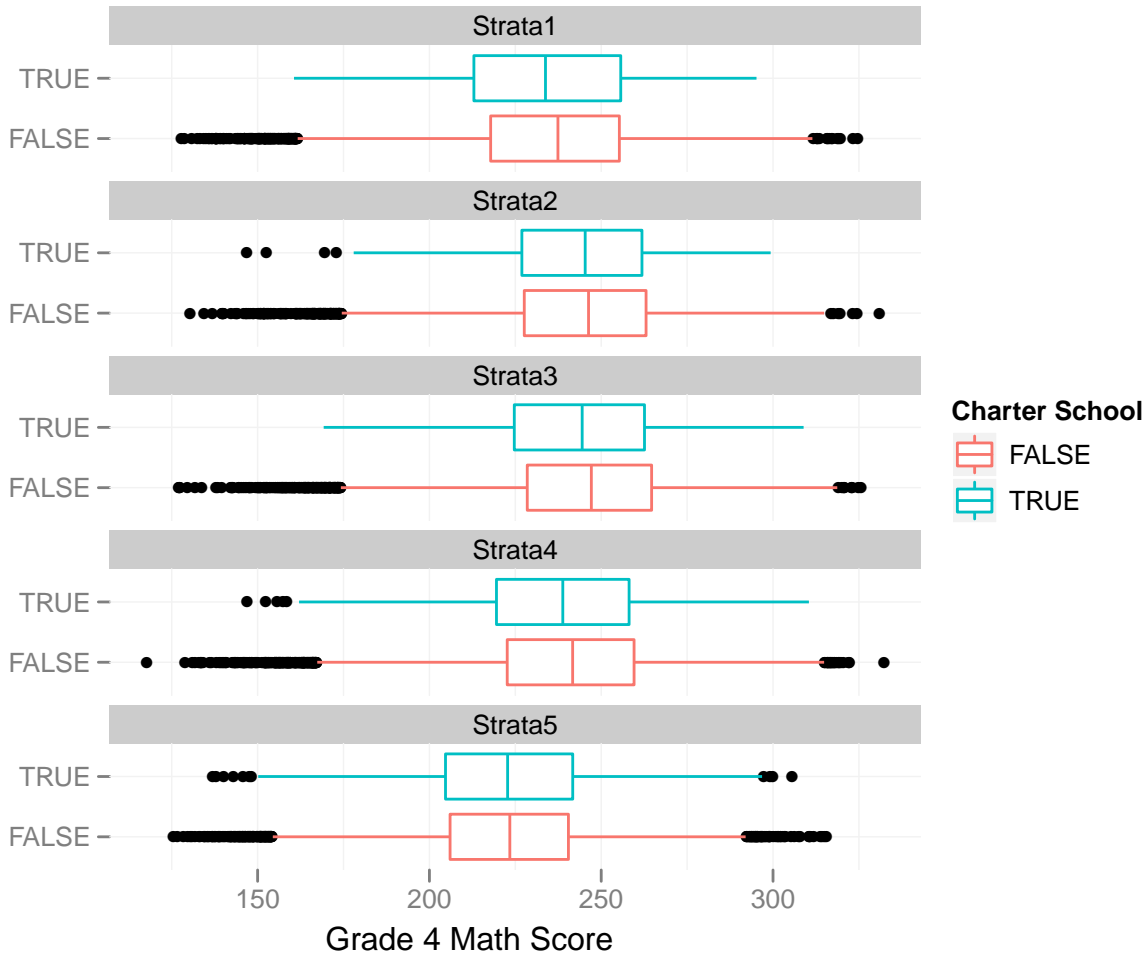 Strata1
TRUE
FALSE
Strata2
TRUE
FALSE
Strata3
TRUE
FALSE
Strata4
TRUE
FALSE
Strata5
TRUE
FALSE
150 200 250 300
Grade 4 Math Score
Charter School
FALSE
TRUE